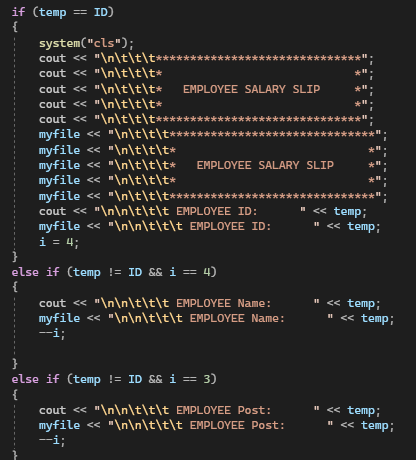 if (temp == ID)
{
    system("cls");
    cout << "\n\t\t\t******************************";
    cout << "\n\t\t\t*                            *";
    cout << "\n\t\t\t*   EMPLOYEE SALARY SLIP     *";
    cout << "\n\t\t\t*                            *";
    cout << "\n\t\t\t******************************";
    myfile << "\n\t\t\t******************************";
    myfile << "\n\t\t\t*                            *";
    myfile << "\n\t\t\t*   EMPLOYEE SALARY SLIP     *";
    myfile << "\n\t\t\t*                            *";
    myfile << "\n\t\t\t******************************";
    cout << "\n\n\t\t\t EMPLOYEE ID:      " << temp;
    myfile << "\n\n\t\t\t EMPLOYEE ID:      " << temp;
    i = 4;
}
else if (temp != ID && i == 4)
{
    cout << "\n\n\t\t\t EMPLOYEE Name:      " << temp;
    myfile << "\n\n\t\t\t EMPLOYEE Name:      " << temp;
    --i;
}
else if (temp != ID && i == 3)
{
    cout << "\n\n\t\t\t EMPLOYEE Post:      " << temp;
    myfile << "\n\n\t\t\t EMPLOYEE Post:      " << temp;
    --i;
}